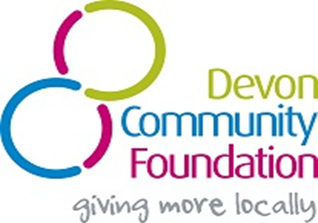 Devon
Community
Foundation
giving more locally